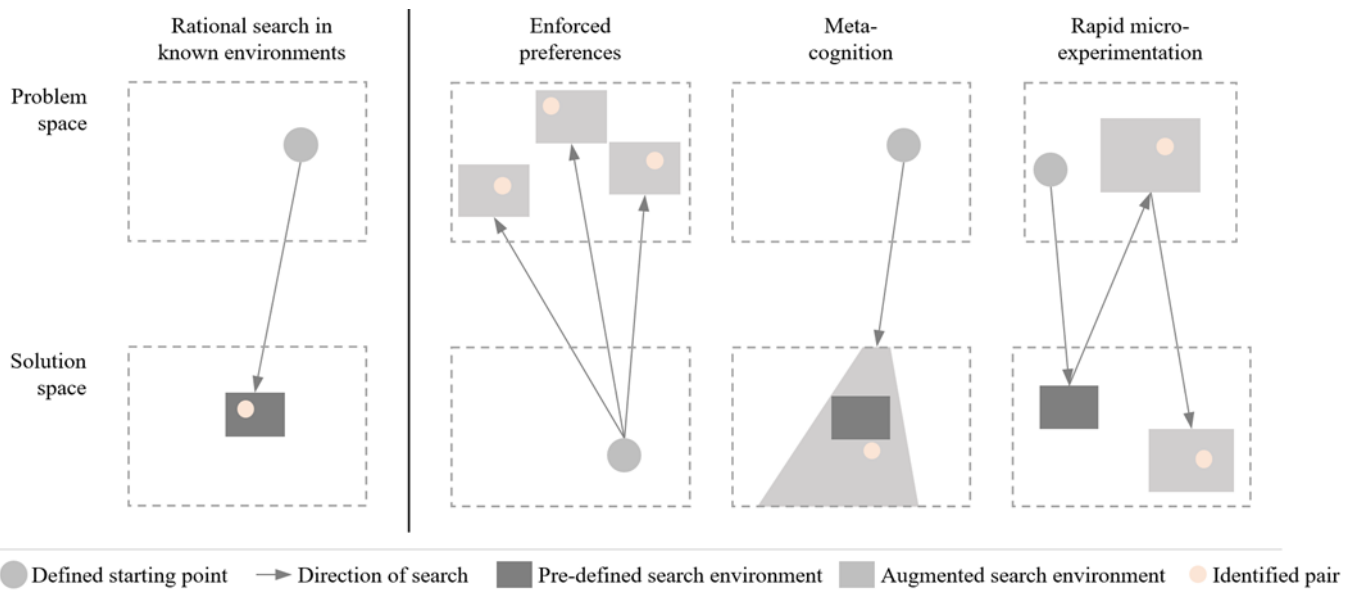 Rational search in
known environments
Enforced
preferences
Meta-
cognition
Rapid micro-
experimentation
Problem
space
Solution
space
Defined starting point
Direction of search
Pre-defined search environment
Augmented search environment
Identified pair